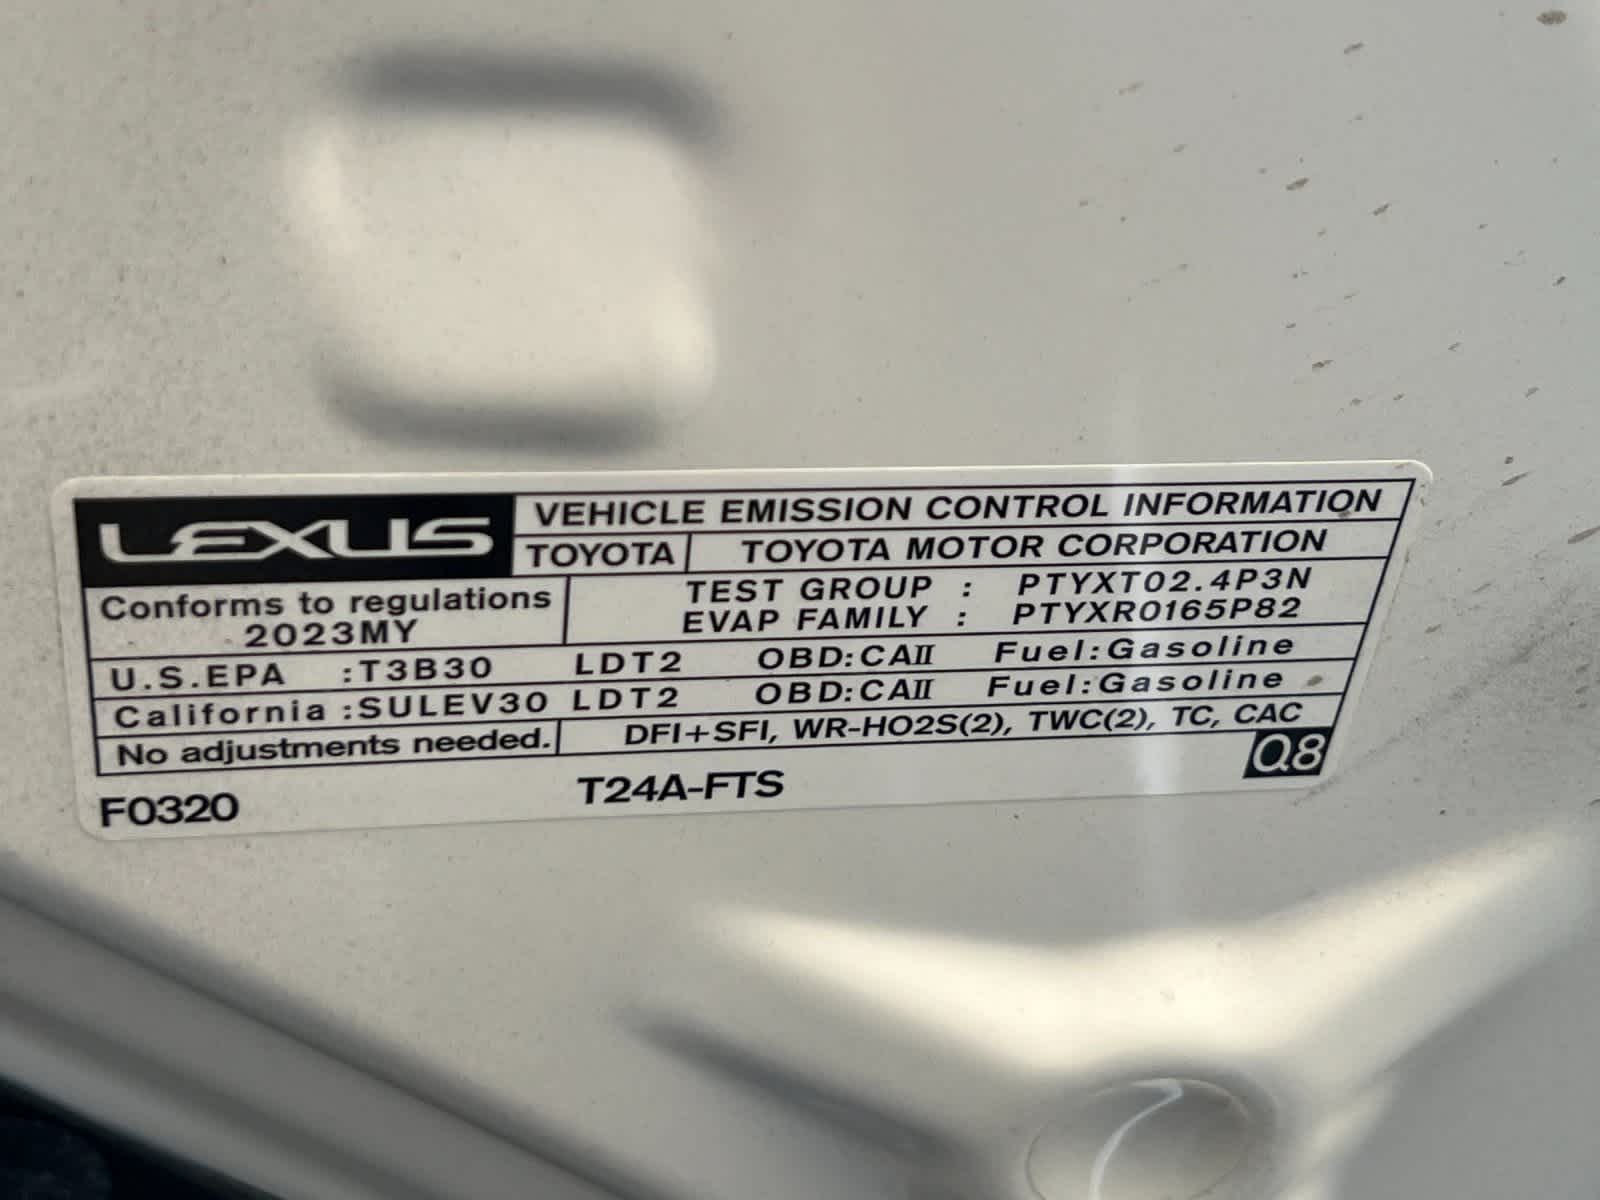 LEXUS
VEHICLE EMISSION CONTROL INFORMATION
TOYOTA TOYOTA MOTOR CORPORATION
Conforms to regulations
2023MY
TEST GROUP : PTYXT02.4P3N
EVAP FAMILY : PTYXR0165P82
U.S.EPA :T3B30 LDT2 OBD:CAII Fuel:Gasoline
California :SULEV30 LDT2 OBD:CAII Fuel:Gasoline
No adjustments needed. DFI+SFI, WR-HO2S(2), TWC(2), TC, CAC
F0320 T24A-FTS Q8